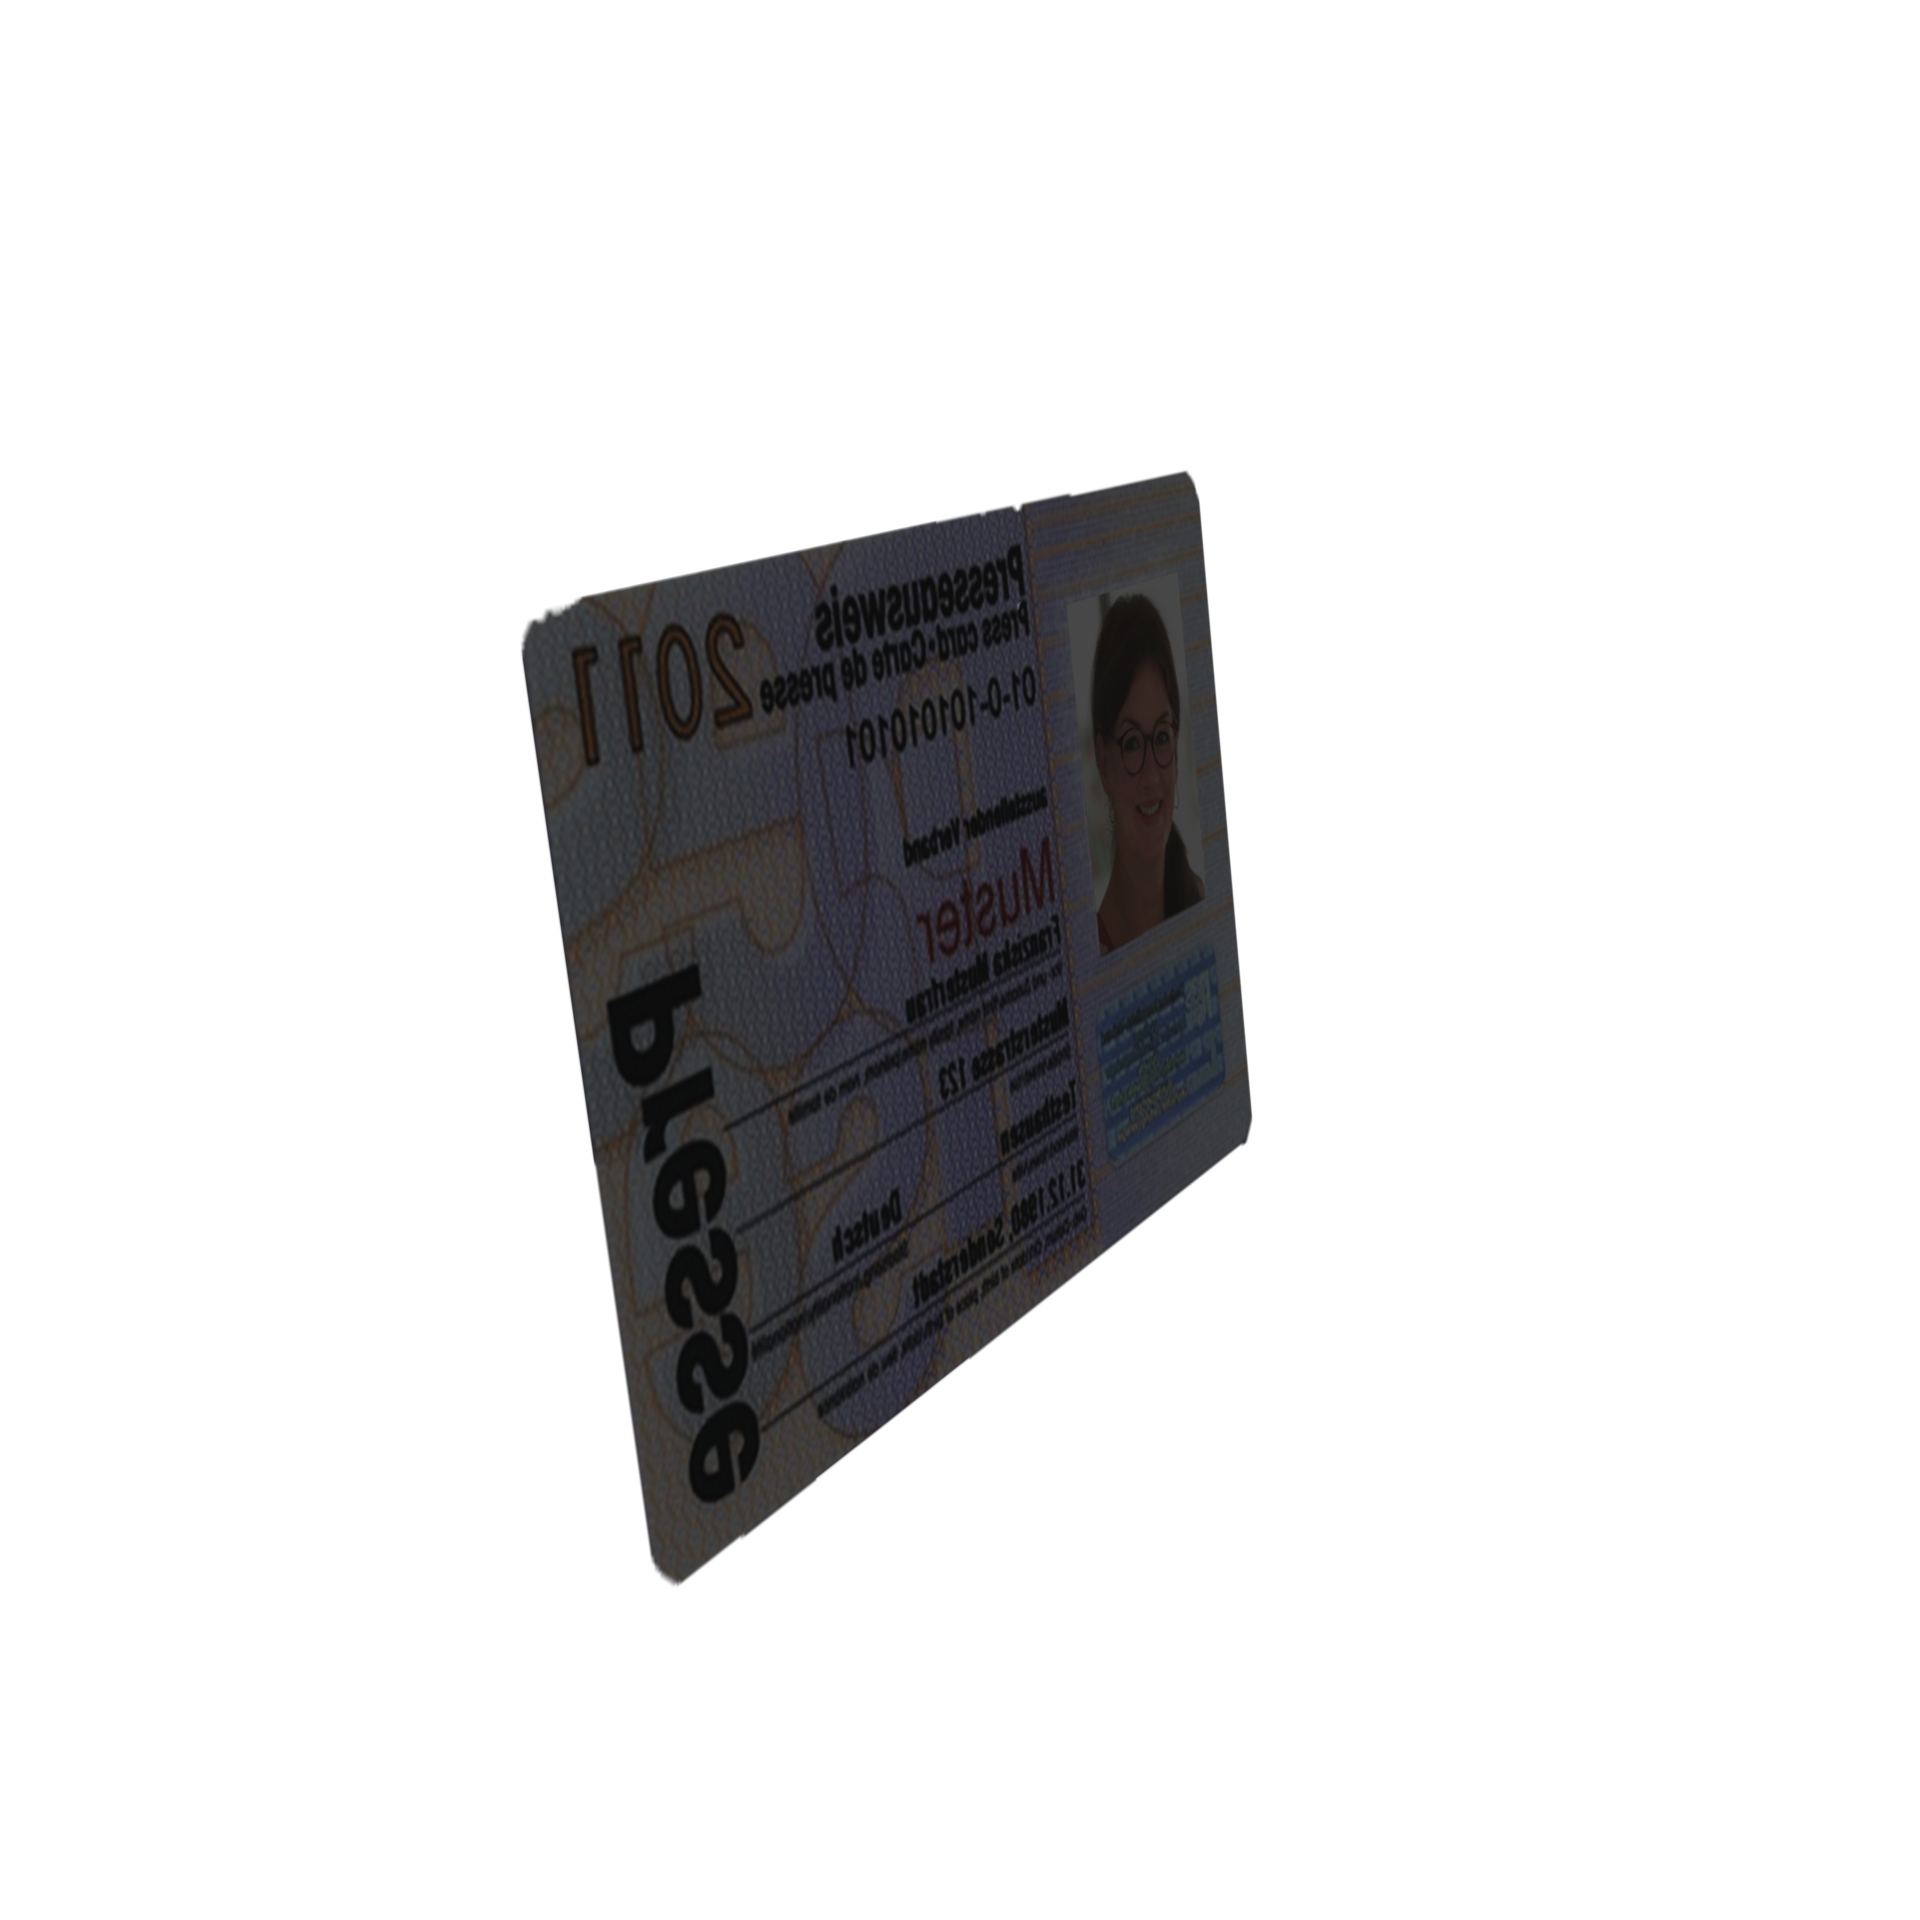 Presseausweis
Press card•Carte de presse
2011
01-0-101010101
ausstellender Verband
Muster
Franziska Musterfrau
Musterstrasse 123
Testhausen
31.12.1980, Sonderstadt
Deutsch
presse